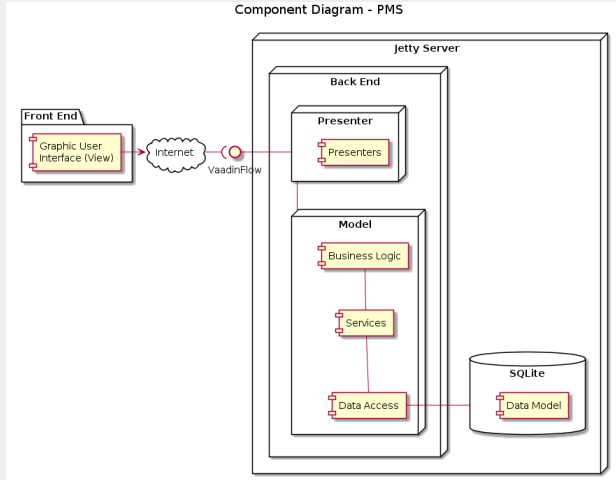 Component Diagram - PMS
Jetty Server
Back End
Front End
Graphic User
Interface (View)
Internet
VaadinFlow
Presenter
Presenters
Model
Business Logic
Services
Data Access
SQLite
Data Model